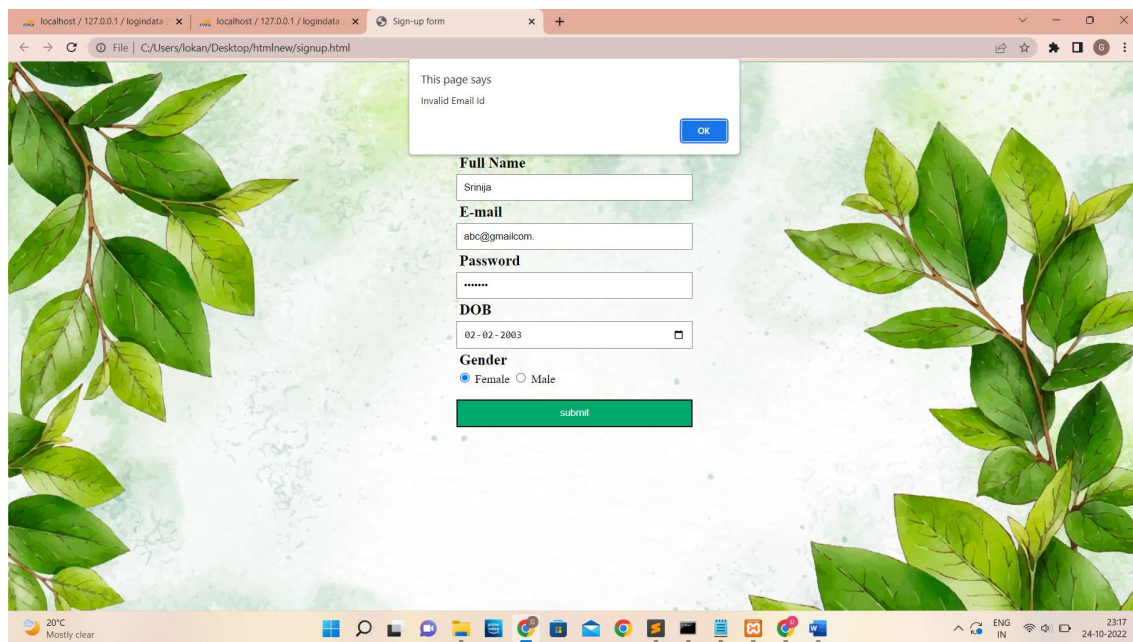 localhost / 127.0.0.1 / logindata /
localhost / 127.0.0.1 / logindata /
Sign-up form
File C:/Users/lokan/Desktop/htmlnew/signup.html
G
This page says
Invalid Email Id
OK
Full Name
Srinija
E-mail
abc@gmailcom.
Password
•••••••
DOB
02-02-2003
Gender
Female Male
submit
20°C
Mostly clear
ENG
IN
23:17
24-10-2022